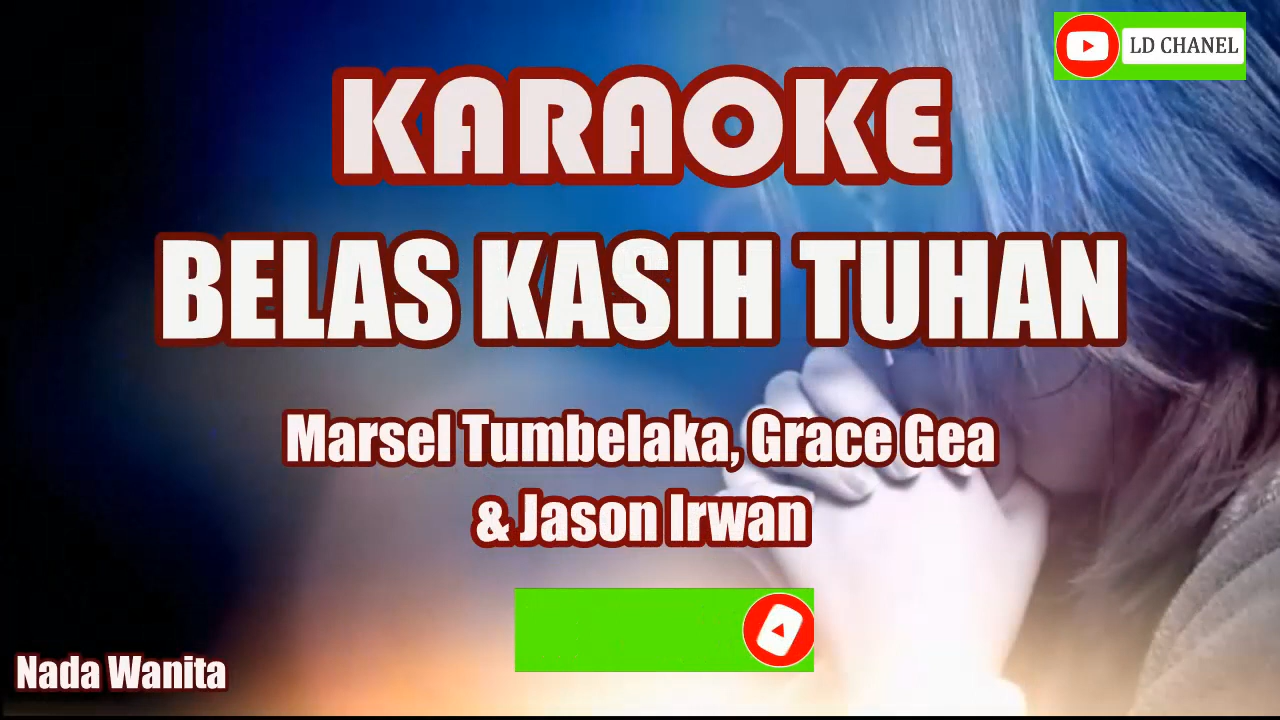 LD CHANEL
KARAOKE
BELAS KASIH TUHAN
Marsel Tumbelaka, Grace Gea
& Jason Irwan
Nada Wanita